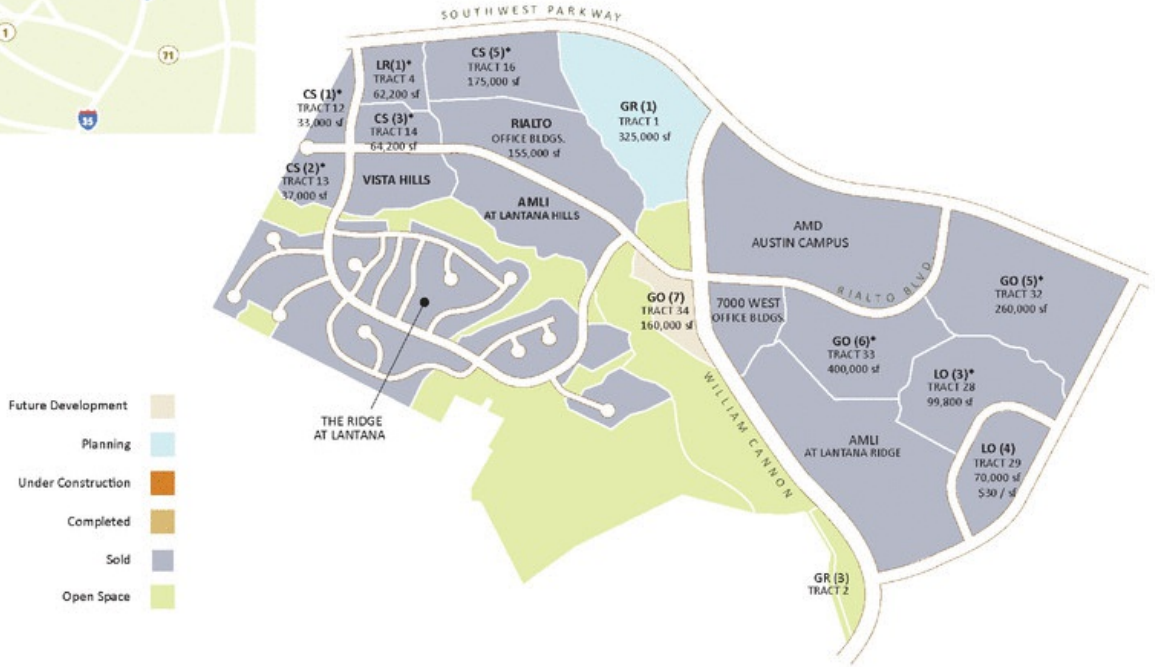 SOUTHWEST PARKWAY
1
71
35
LR(1)*
TRACT 4
62,200 sf
CS (5)*
TRACT 16
175,000 sf
CS (1)*
TRACT 12
33,000 sf
CS (3)*
TRACT 14
64,200 sf
RIALTO
OFFICE BLDGS.
155,000 sf
GR (1)
TRACT 1
325,000 sf
CS (2)*
TRACT 13
37,000 sf
VISTA HILLS
AMLI
AT LANTANA HILLS
AMD
AUSTIN CAMPUS
RIALTO BLVD.
GO (5)*
TRACT 32
260,000 sf
GO (7)
TRACT 34
160,000 sf
7000 WEST
OFFICE BLDGS.
GO (6)*
TRACT 33
400,000 sf
LO (3)*
TRACT 28
99,800 sf
WILLIAM CANNON
AMLI
AT LANTANA RIDGE
LO (4)
TRACT 29
70,000 sf
$30 / sf
THE RIDGE
AT LANTANA
GR (3)
TRACT 2
Future Development
Planning
Under Construction
Completed
Sold
Open Space